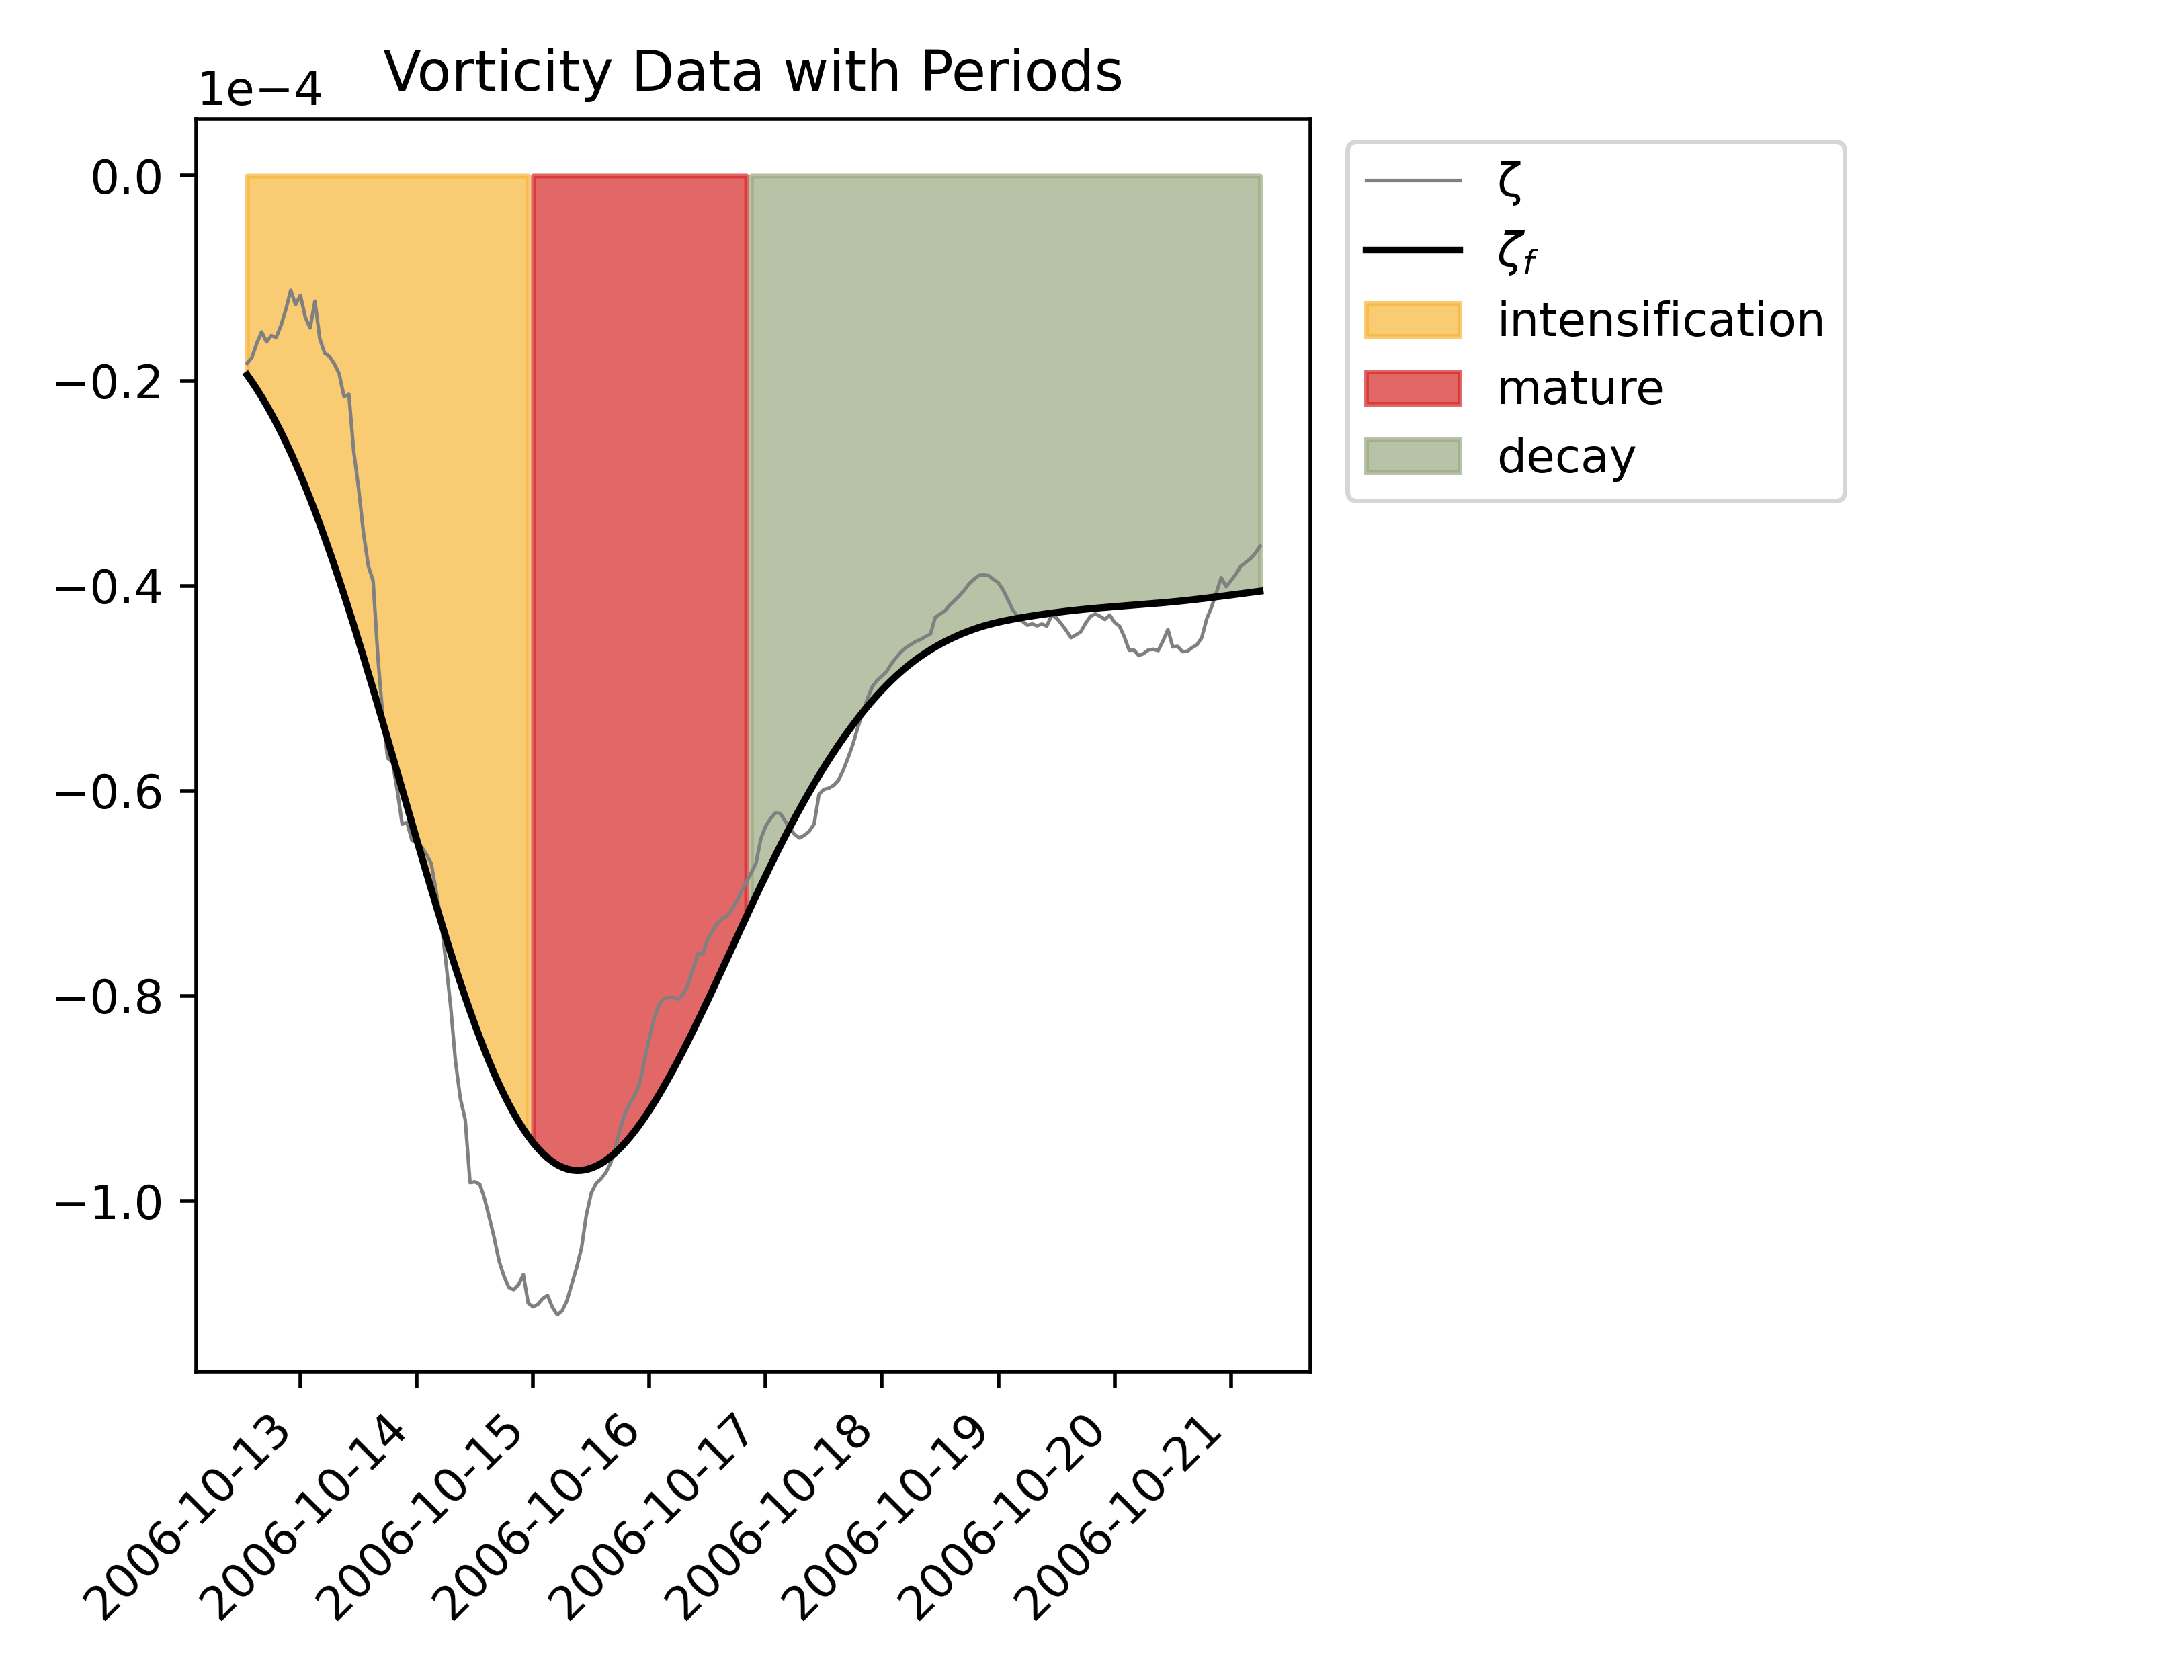 Vorticity Data with Periods
1e−4
0.0
−0.2
−0.4
−0.6
−0.8
−1.0
2006-10-13
2006-10-14
2006-10-15
2006-10-16
2006-10-17
2006-10-18
2006-10-19
2006-10-20
2006-10-21
ζ
ζf
intensification
mature
decay